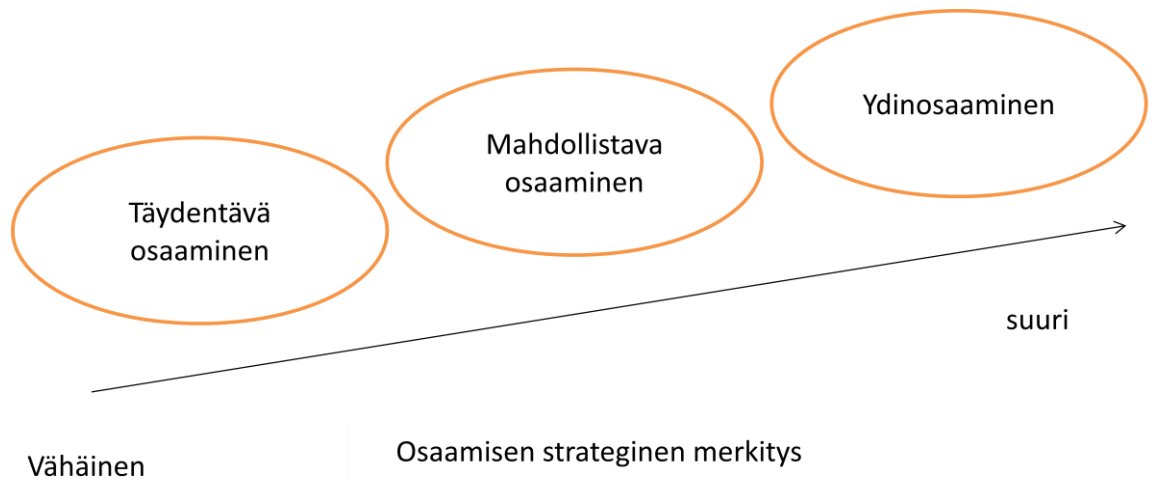 Ydinosaaminen
Mahdollistava
osaaminen
Täydentävä
osaaminen
suuri
Osaamisen strateginen merkitys
Vähäinen